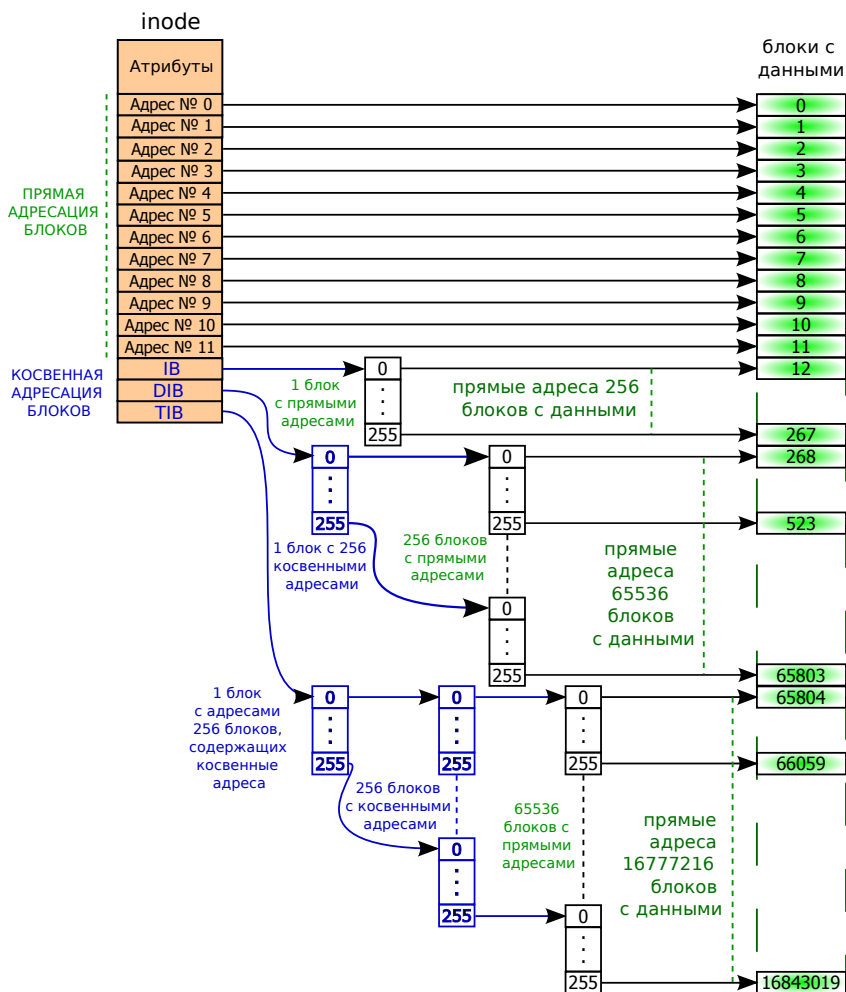 inode
блоки с
данными
Атрибуты
Адрес № 0
0
Адрес № 1
1
Адрес № 2
2
Адрес № 3
3
Адрес № 4
4
Адрес № 5
5
Адрес № 6
6
Адрес № 7
7
Адрес № 8
8
Адрес № 9
9
Адрес № 10
10
Адрес № 11
11
ПРЯМАЯ
АДРЕСАЦИЯ
БЛОКОВ
IB
DIB
TIB
КОСВЕННАЯ
АДРЕСАЦИЯ
БЛОКОВ
0
12
1 блок
с прямыми
адресами
прямые адреса 256
блоков с данными
255
267
0
0
268
255
255
523
1 блок с 256
косвенными
адресами
256 блоков
с прямыми
адресами
прямые
адреса
65536
блоков
с данными
0
255
65803
1 блок
с адресами
256 блоков,
содержащих
косвенные
адреса
0
0
0
65804
255
255
255
66059
256 блоков
с косвенными
адресами
65536
блоков с
прямыми
адресами
прямые
адреса
16777216
блоков
с данными
0
255
0
255
16843019